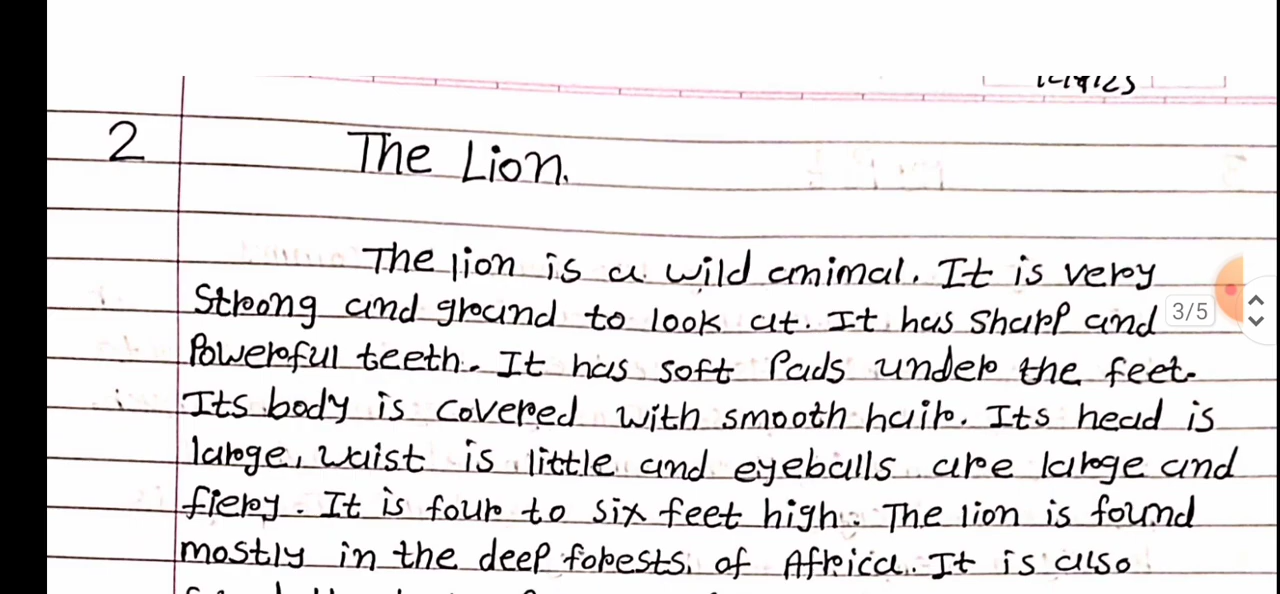 2
The Lion.
The lion is a wild animal. It is very
Strong and grand to look at. It has Sharp and
3/5
Powerful teeth. It has soft Pads under the feet.
Its body is covered with smooth hair. Its head is
large, waist is little and eyeballs are large and
fiery. It is four to six feet high. The lion is found
mostly in the deep forests of Africa. It is also